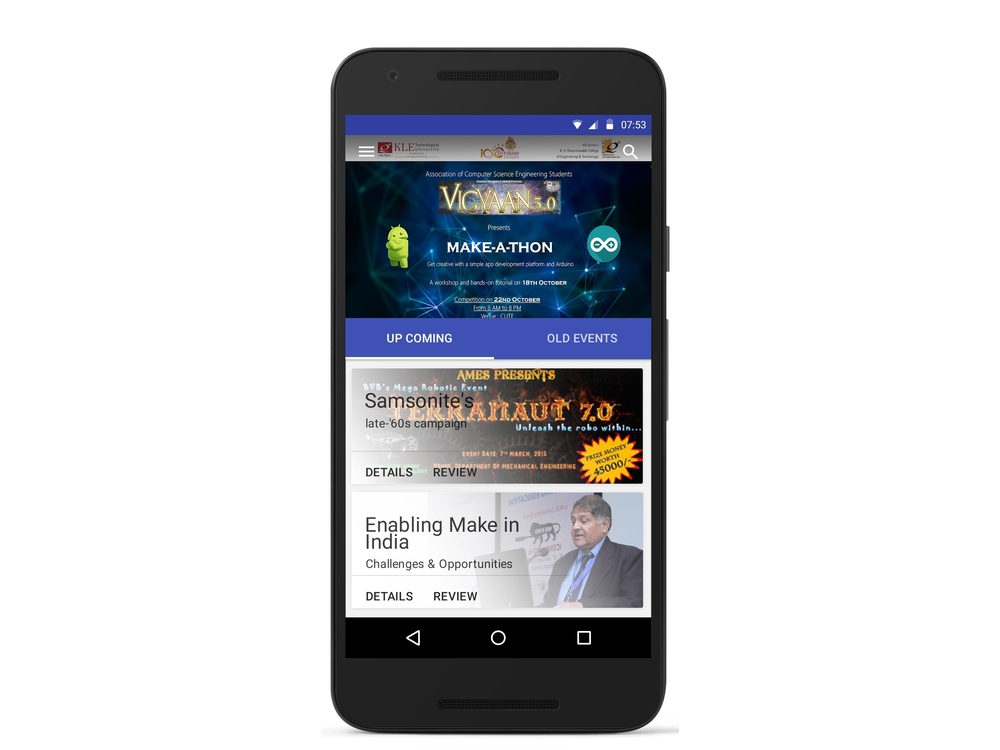 07:53
KLE Technological
University
Association of Computer Science Engineering Students
VIGYAAN 5.0
Presents
MAKE-A-THON
Get creative with a simple app development platform and Arduino
A workshop and hands-on tutorial on 18TH OCTOBER
Competition on 22ND OCTOBER
From 8 AM to 8 PM
Venue : CLITE
UP COMING
OLD EVENTS
AMES PRESENTS
BVB's Mega Robotic Event
Samsonite's
TERRANAUT 7.0
late-'60s campaign
Unleash the robo within...
EVENT DATE: 7TH MARCH, 2015
VENUE: DEPARTMENT OF MECHANICAL ENGINEERING
PRIZE MONEY
WORTH
45000/-
DETAILS REVIEW
Enabling Make in
India
Challenges & Opportunities
DETAILS REVIEW